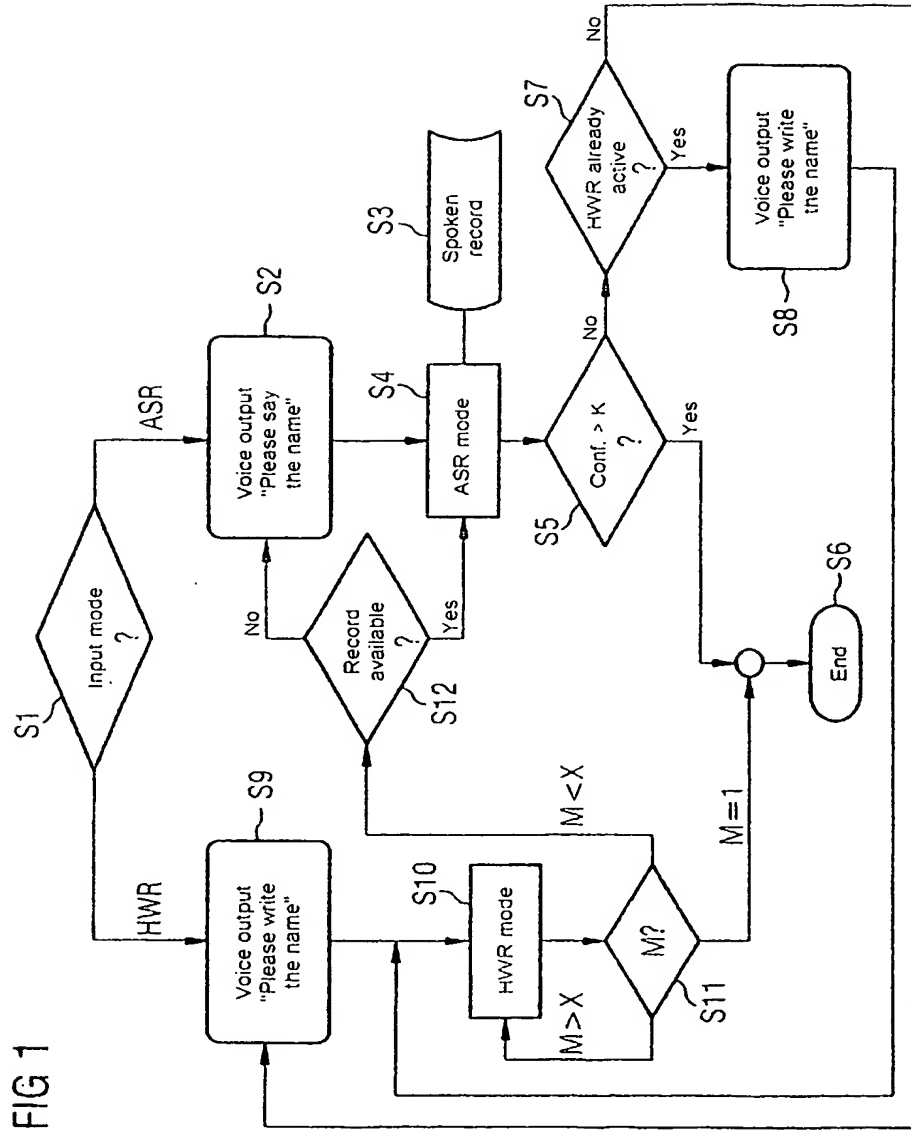 FIG 1
S1
Input mode
?
HWR
ASR
S9
Voice output
"Please write
the name"
S2
Voice output
"Please say
the name"
No
Record
available
?
S12
Yes
S4
ASR mode
S3
Spoken
record
S10
HWR mode
M>X
M<X
M?
S11
M=1
S5
Conf. > K
?
No
Yes
S6
End
S7
HWR already
active
?
No
Yes
Voice output
"Please write
the name"
S8